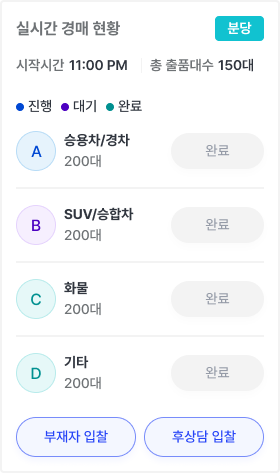 실시간 경매 현황 분당
시작시간 11:00 PM 총 출품대수 150대
진행 대기 완료
A 승용차/경차 완료
200대
B SUV/승합차 완료
200대
C 화물 완료
200대
D 기타 완료
200대
부재자 입찰 후상담 입찰